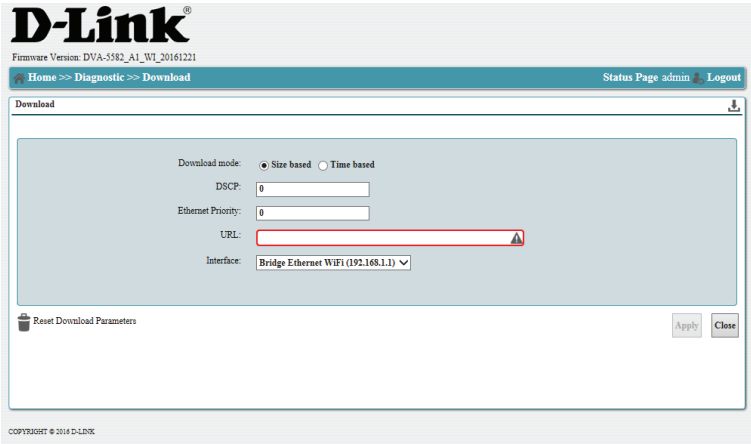 D-Link®
Firmware Version: DVA-5582_A1_WI_20161221
Home >> Diagnostic >> Download Status Page admin Logout
Download
Download mode: Size based Time based
DSCP: 0
Ethernet Priority: 0
URL:
Interface: Bridge Ethernet WiFi (192.168.1.1)
Reset Download Parameters Apply Close
COPYRIGHT © 2016 D-LINK